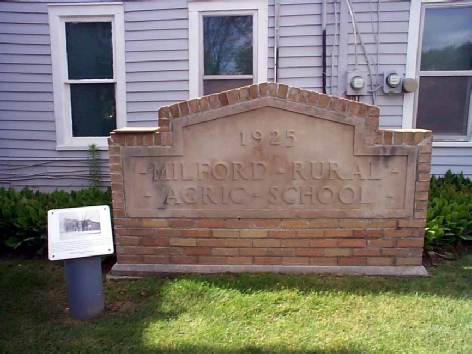 1925
- MILFORD - RURAL -
- AGRIC - SCHOOL -